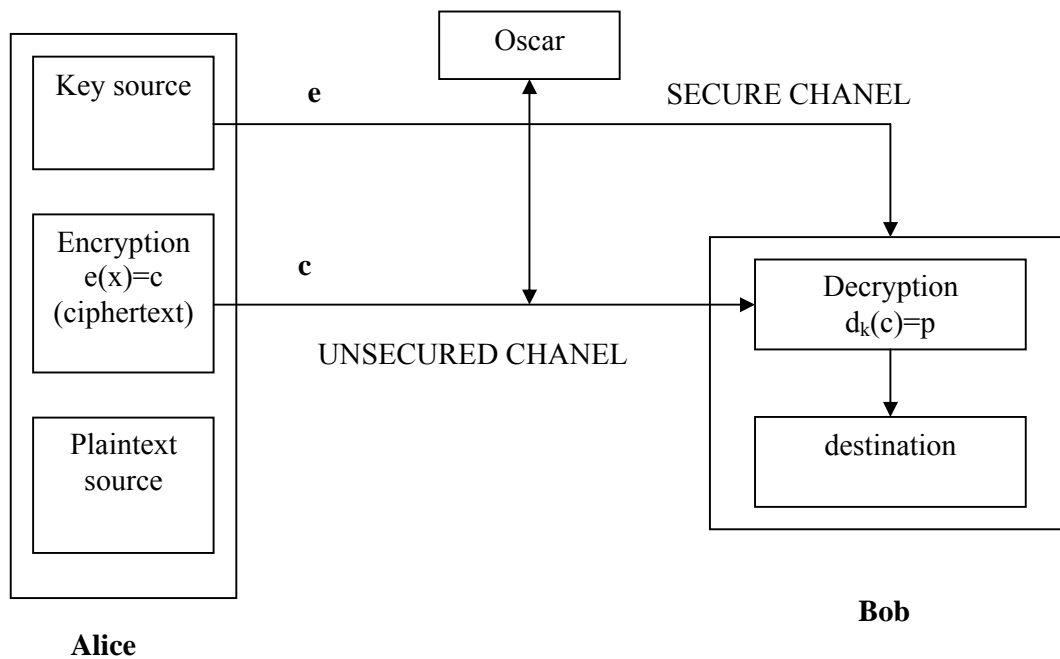 Oscar
Key source
e
SECURE CHANEL
Encryption
e(x)=c
(ciphertext)
c
UNSECURED CHANEL
Decryption
dₖ(c)=p
Plaintext
source
destination
Alice
Bob